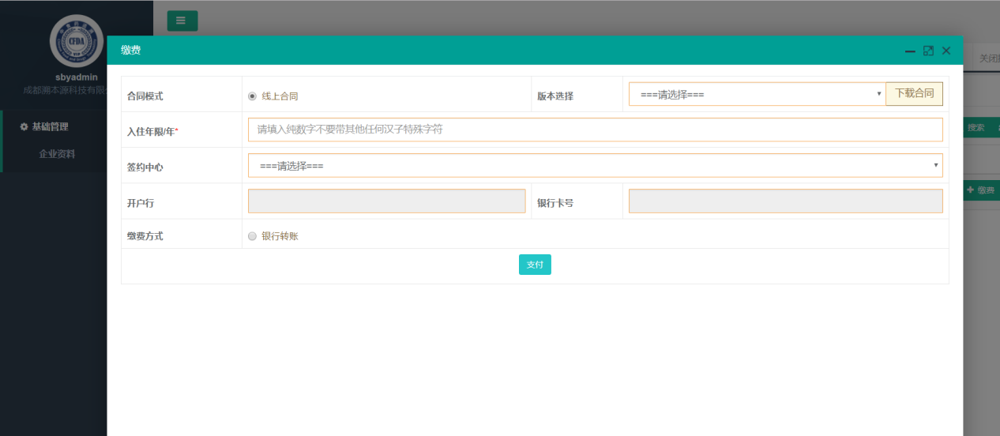 CFDA
sbyadmin
成都溯本源科技有限
基础管理
企业资料
缴费
关闭
合同模式
线上合同
版本选择
===请选择===
下载合同
入住年限/年*
请填入纯数字不要带其他任何汉子特殊字符
签约中心
===请选择===
开户行
银行卡号
缴费方式
银行转账
支付
搜索
缴费